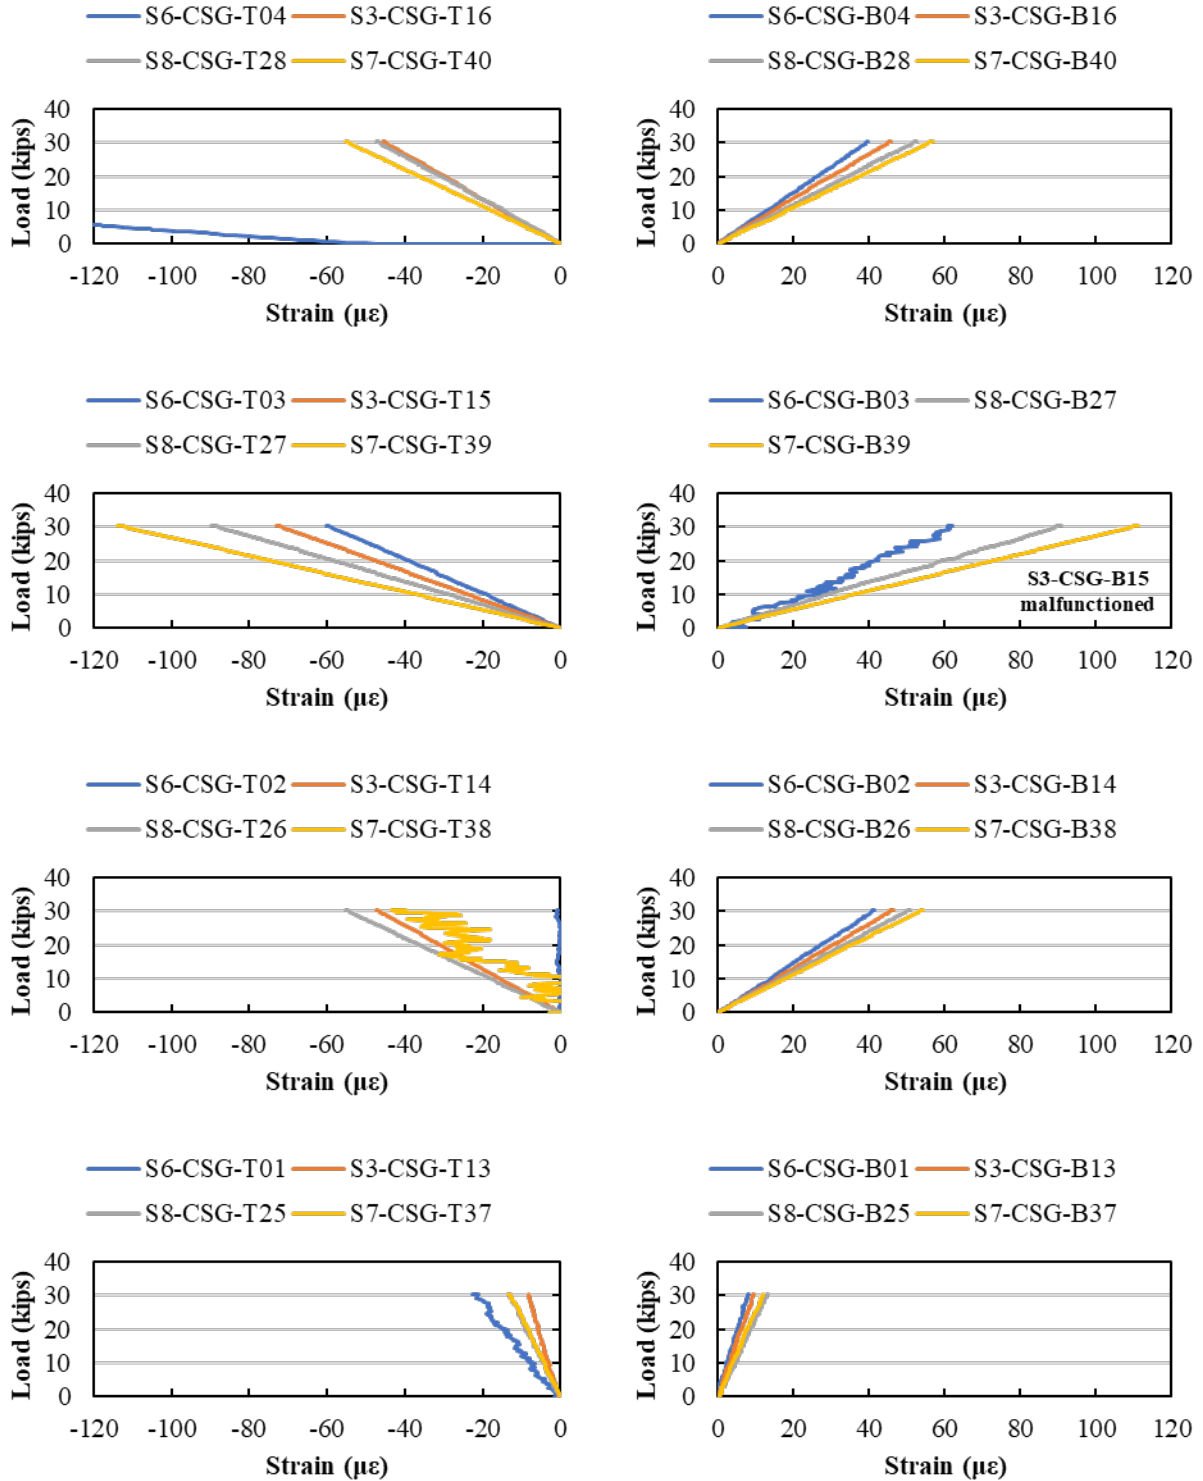 S6-CSG-T04 S3-CSG-T16
S8-CSG-T28 S7-CSG-T40
40
30
20
10
0
Load (kips)
-120 -100 -80 -60 -40 -20 0
Strain (με)
S6-CSG-B04 S3-CSG-B16
S8-CSG-B28 S7-CSG-B40
40
30
20
10
0
Load (kips)
0 20 40 60 80 100 120
Strain (με)
S6-CSG-T03 S3-CSG-T15
S8-CSG-T27 S7-CSG-T39
40
30
20
10
0
Load (kips)
-120 -100 -80 -60 -40 -20 0
Strain (με)
S6-CSG-B03 S8-CSG-B27
S7-CSG-B39
40
30
20
10
0
Load (kips)
S3-CSG-B15
malfunctioned
0 20 40 60 80 100 120
Strain (με)
S6-CSG-T02 S3-CSG-T14
S8-CSG-T26 S7-CSG-T38
40
30
20
10
0
Load (kips)
-120 -100 -80 -60 -40 -20 0
Strain (με)
S6-CSG-B02 S3-CSG-B14
S8-CSG-B26 S7-CSG-B38
40
30
20
10
0
Load (kips)
0 20 40 60 80 100 120
Strain (με)
S6-CSG-T01 S3-CSG-T13
S8-CSG-T25 S7-CSG-T37
40
30
20
10
0
Load (kips)
-120 -100 -80 -60 -40 -20 0
Strain (με)
S6-CSG-B01 S3-CSG-B13
S8-CSG-B25 S7-CSG-B37
40
30
20
10
0
Load (kips)
0 20 40 60 80 100 120
Strain (με)